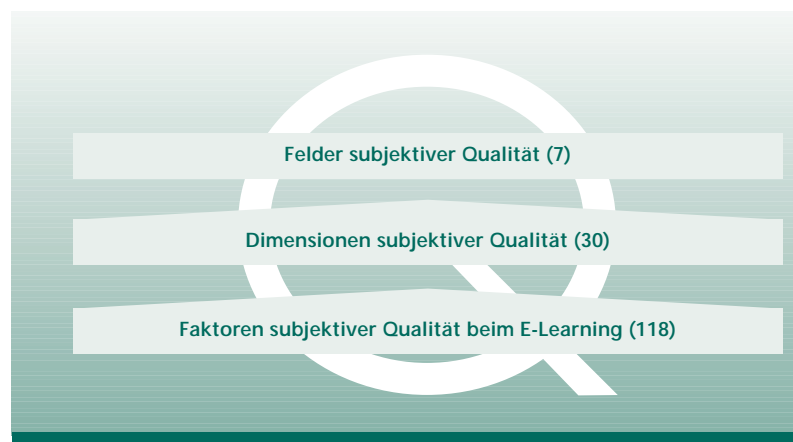 Felder subjektiver Qualität (7)
Dimensionen subjektiver Qualität (30)
Faktoren subjektiver Qualität beim E-Learning (118)